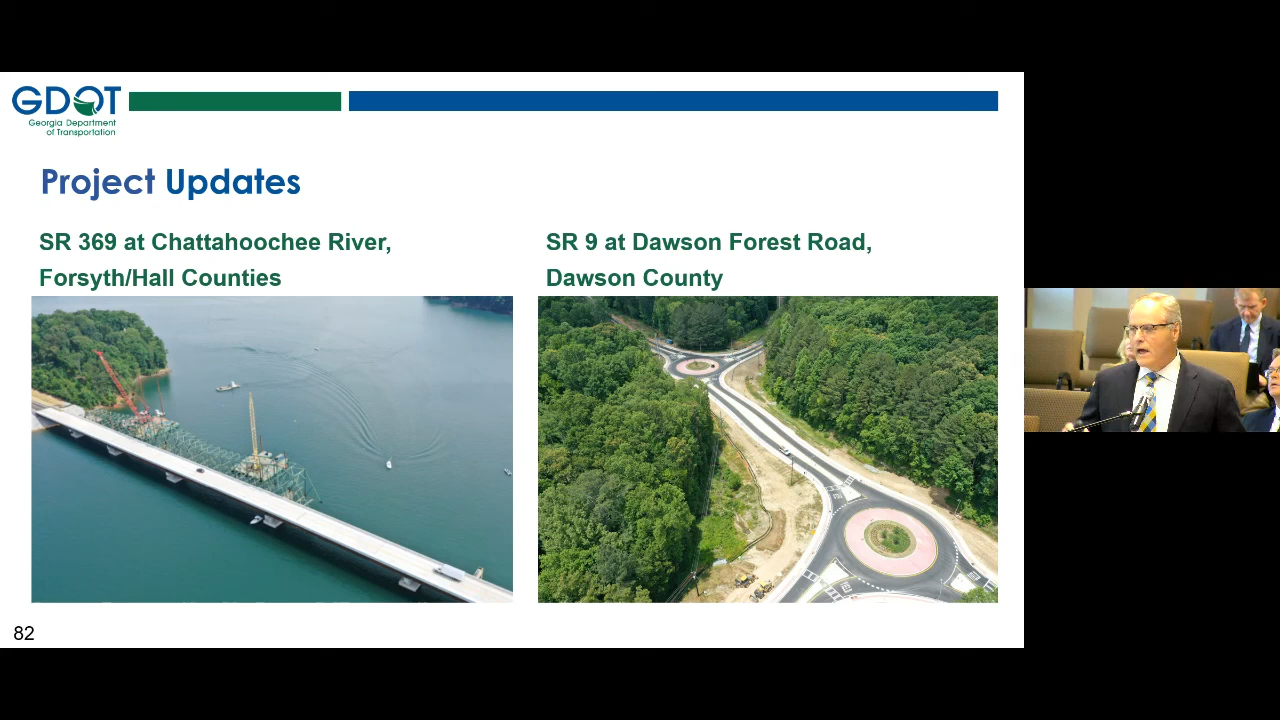 GDOT
Georgia Department
of Transportation
Project Updates
SR 369 at Chattahoochee River,
Forsyth/Hall Counties
SR 9 at Dawson Forest Road,
Dawson County
82